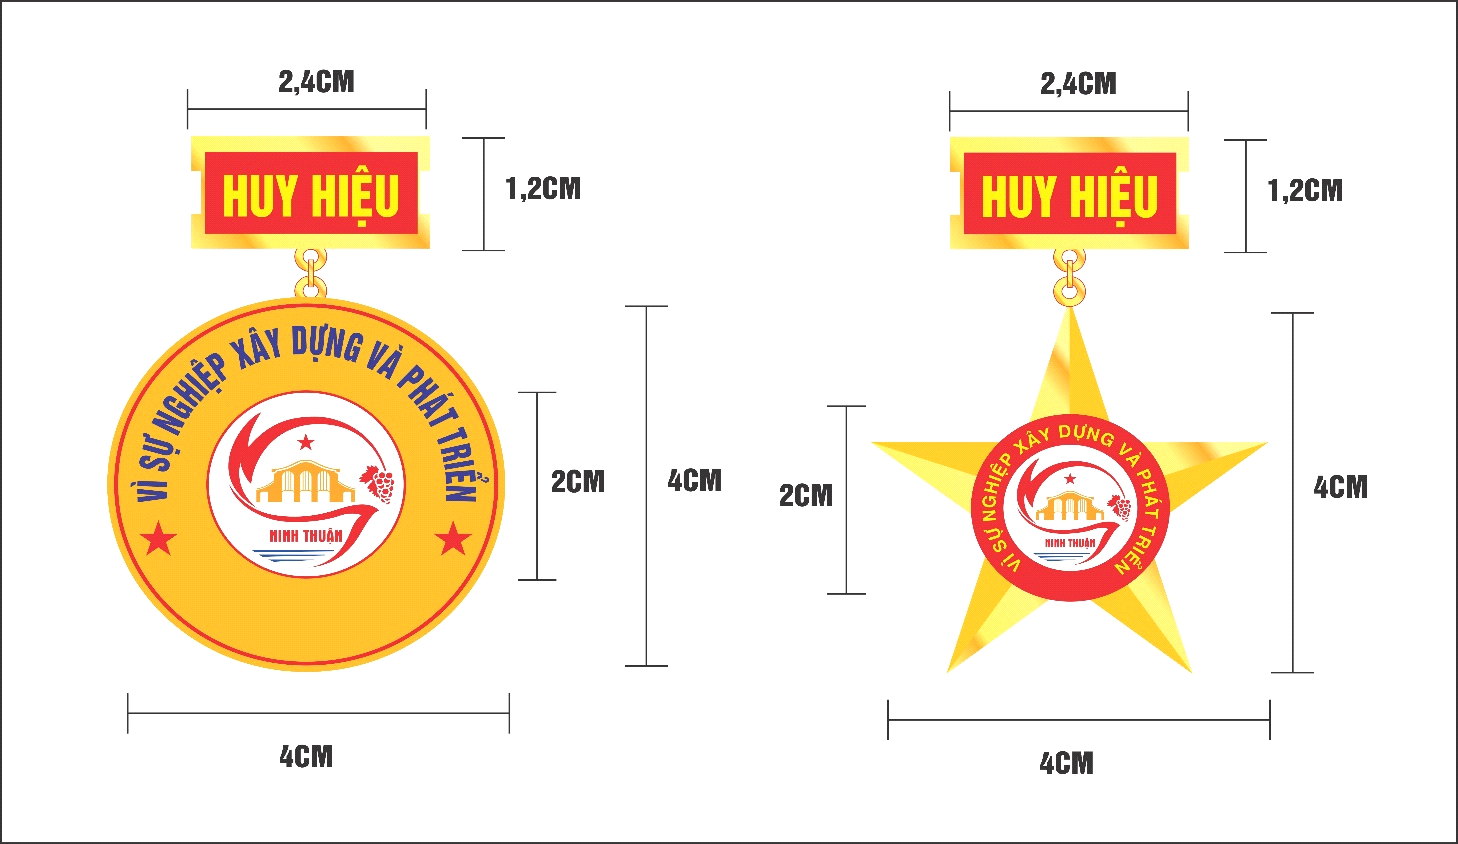 2,4CM
HUY HIỆU
1,2CM
VÌ SỰ NGHIỆP XÂY DỰNG VÀ PHÁT TRIỂN
NINH THUẬN
2CM
4CM
4CM
2,4CM
HUY HIỆU
1,2CM
VÌ SỰ NGHIỆP XÂY DỰNG VÀ PHÁT TRIỂN
NINH THUẬN
2CM
4CM
4CM